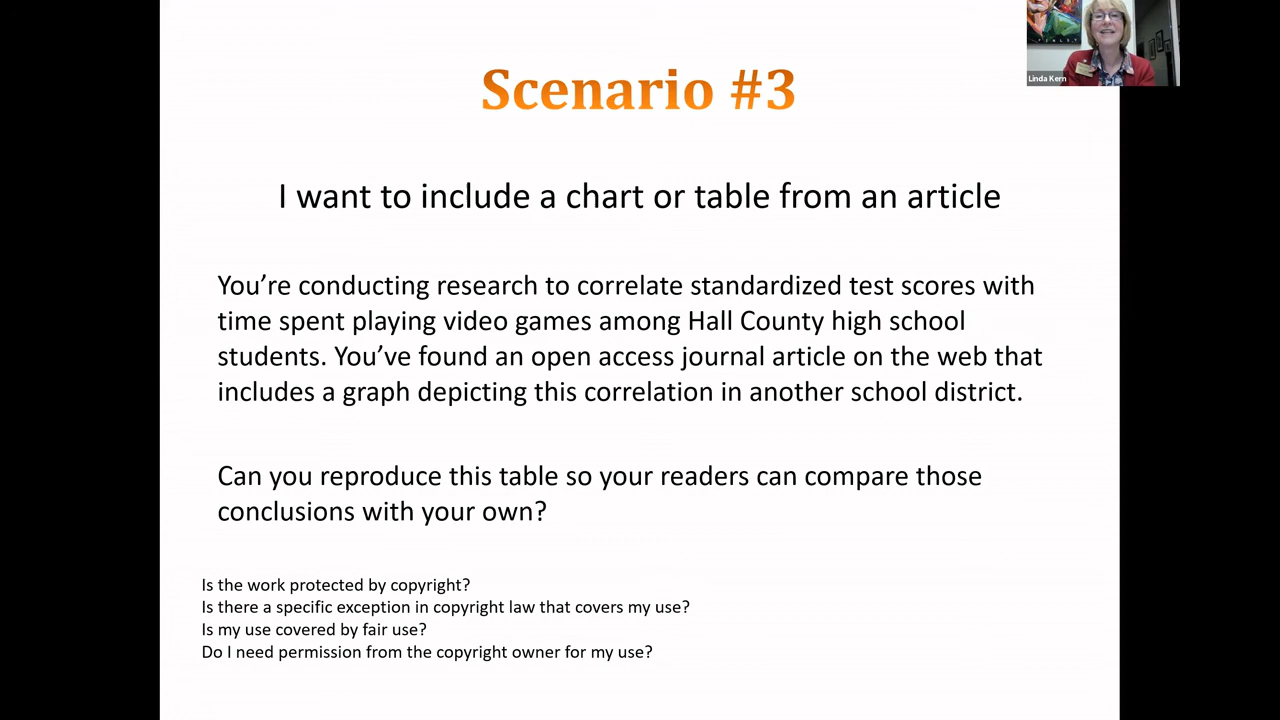 Scenario #3
Linda Kern
I want to include a chart or table from an article
You’re conducting research to correlate standardized test scores with
time spent playing video games among Hall County high school
students. You’ve found an open access journal article on the web that
includes a graph depicting this correlation in another school district.
Can you reproduce this table so your readers can compare those
conclusions with your own?
Is the work protected by copyright?
Is there a specific exception in copyright law that covers my use?
Is my use covered by fair use?
Do I need permission from the copyright owner for my use?